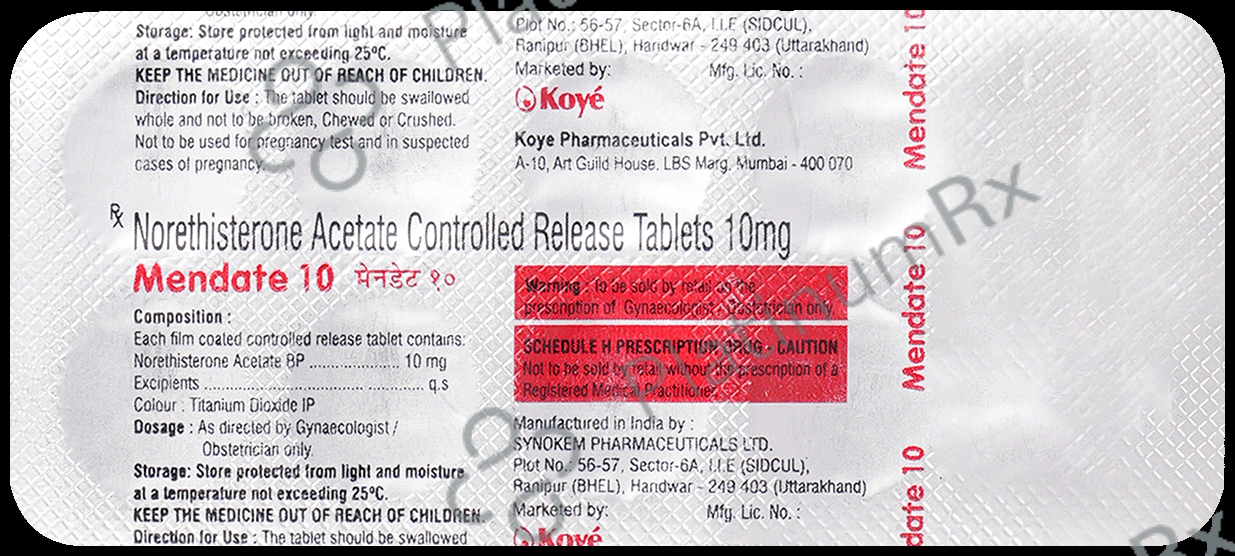 Obstetrician only.
Storage: Store protected from light and moisture
at a temperature not exceeding 25ºC.
KEEP THE MEDICINE OUT OF REACH OF CHILDREN.
Direction for Use : The tablet should be swallowed
whole and not to be broken, Chewed or Crushed.
Not to be used for pregnancy test and in suspected
cases of pregnancy.
Plot No.: 56-57, Sector-6A, I.I.E (SIDCUL),
Ranipur (BHEL), Haridwar - 249 403 (Uttarakhand)
Marketed by: Mfg. Lic. No. :
Koyé
Koye Pharmaceuticals Pvt. Ltd.
A-10, Art Guild House, LBS Marg, Mumbai - 400 070
Rx Norethisterone Acetate Controlled Release Tablets 10mg
Mendate 10 मेनडेट १०
Composition :
Each film coated controlled release tablet contains:
Norethisterone Acetate BP .................... 10 mg
Excipients ........................................................ q.s
Colour : Titanium Dioxide IP
Dosage : As directed by Gynaecologist /
Obstetrician only.
Storage: Store protected from light and moisture
at a temperature not exceeding 25ºC.
KEEP THE MEDICINE OUT OF REACH OF CHILDREN.
Direction for Use : The tablet should be swallowed
Warning : To be sold by retail on the
prescription of Gynaecologist / Obstetrician only.
SCHEDULE H PRESCRIPTION DRUG - CAUTION
Not to be sold by retail without the prescription of a
Registered Medical Practitioner.
Manufactured in India by :
SYNOKEM PHARMACEUTICALS LTD.
Plot No.: 56-57, Sector-6A, I.I.E (SIDCUL),
Ranipur (BHEL), Haridwar - 249 403 (Uttarakhand)
Marketed by: Mfg. Lic. No. :
Koyé
Mendate 10
Mendate 10
Mendate 10
PlatinumRx